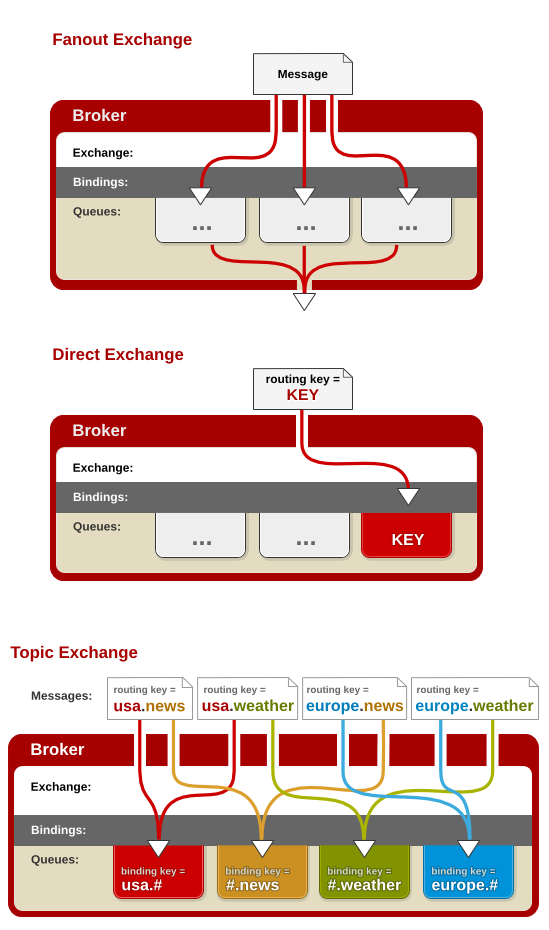 Fanout Exchange
Message
Broker
Exchange:
Bindings:
Queues:
... ... ...
Direct Exchange
routing key =
KEY
Broker
Exchange:
Bindings:
Queues:
... ... KEY
Topic Exchange
Messages:
routing key = routing key = routing key = routing key =
usa.news usa.weather europe.news europe.weather
Broker
Exchange:
Bindings:
Queues:
binding key = binding key = binding key = binding key =
usa.# #.news #.weather europe.#